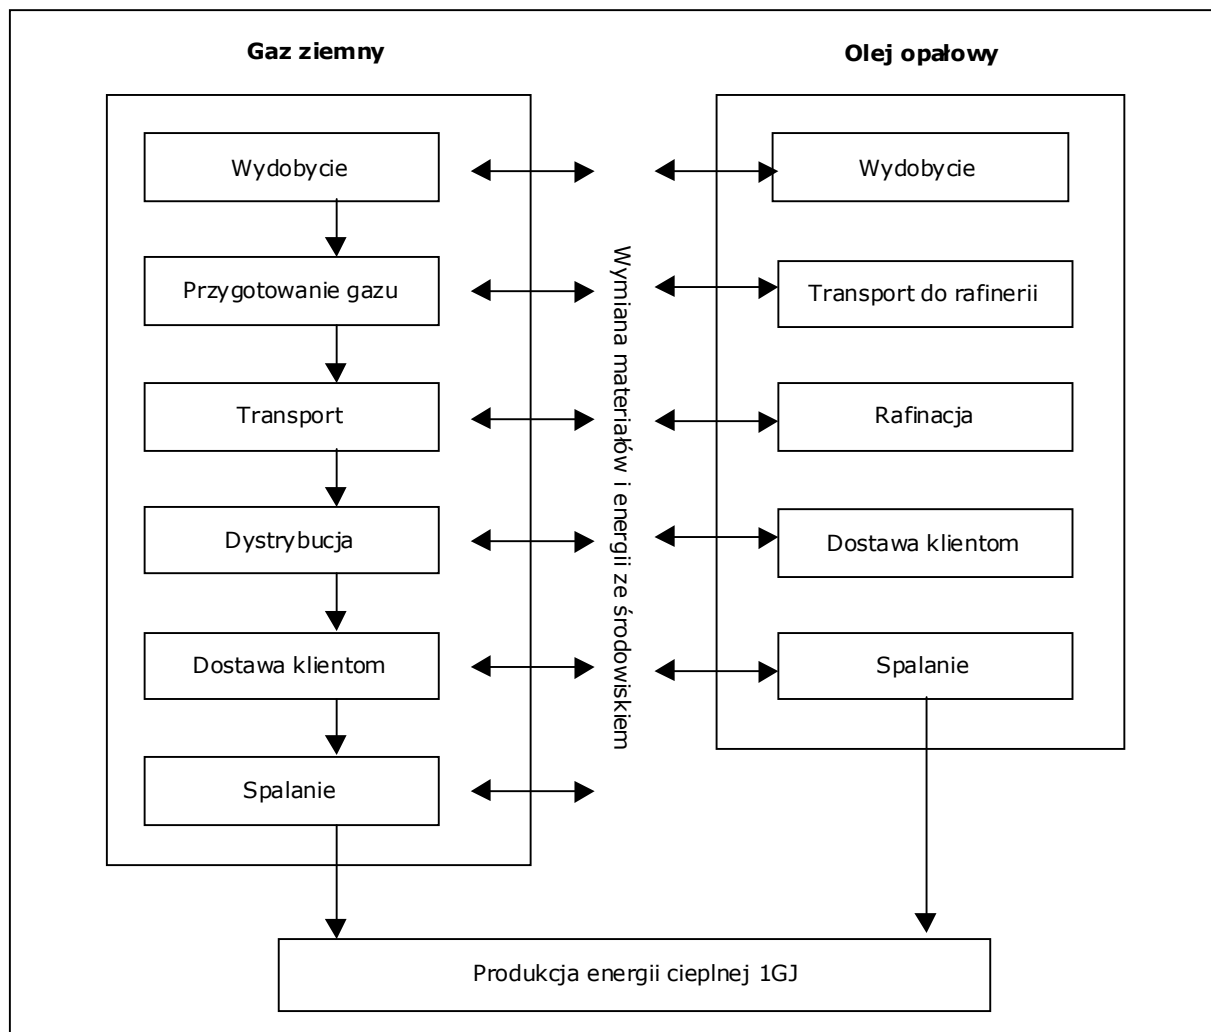 Gaz ziemny
Wydobycie
Przygotowanie gazu
Transport
Dystrybucja
Dostawa klientom
Spalanie
Wymiana materiałów i energii ze środowiskiem
Olej opałowy
Wydobycie
Transport do rafinerii
Rafinacja
Dostawa klientom
Spalanie
Produkcja energii cieplnej 1GJ